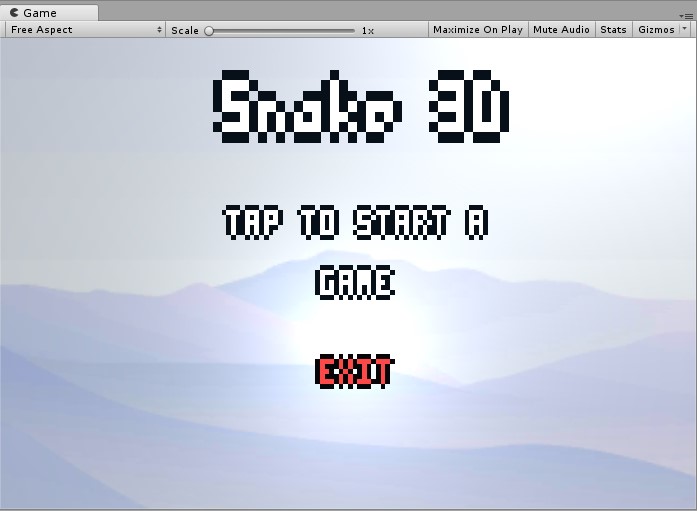 Game
Free Aspect Scale 1x Maximize On Play Mute Audio Stats Gizmos
Snake 3D
TAP TO START A
GAME
EXIT